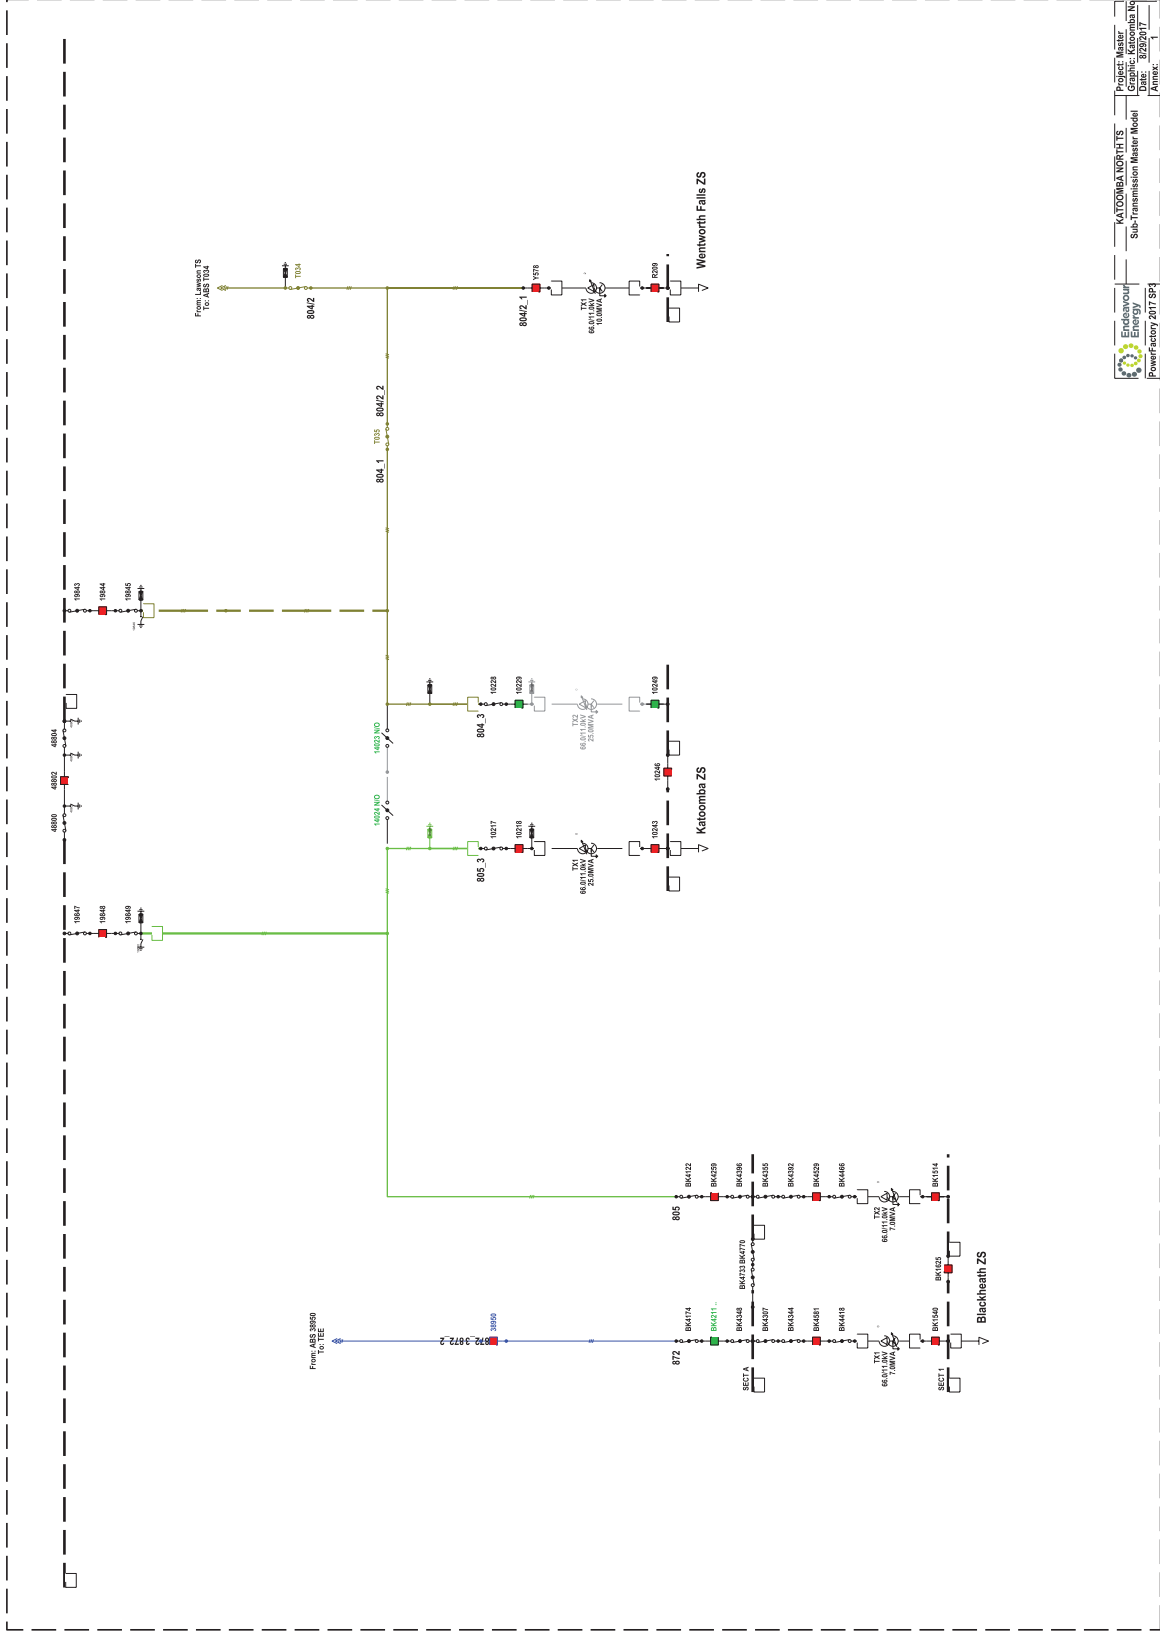 From: Lawson TS
To: ABS T034
T034
804/2
804/2_1
Y578
TX1
66.0/11.0kV
10.0MVA
R209
Wentworth Falls ZS
804/2_2
T035
804_1
19843
19844
19845
48804
48802
48800
14023 N/O
14024 N/O
804_3
10228
10229
TX2
66.0/11.0kV
25.0MVA
10249
10246
Katoomba ZS
805_3
10217
10218
TX1
66.0/11.0kV
25.0MVA
10243
19847
19848
19849
805
BK4122
BK4259
BK4396
BK4355
BK4392
BK4529
BK4466
TX2
66.0/11.0kV
7.0MVA
BK1514
BK4733 BK4770
BK1625
Blackheath ZS
From: ABS 38950
To: TEE
38950
872
BK4174
BK4211 ..
BK4348
BK4307
BK4344
BK4581
BK4418
TX1
66.0/11.0kV
7.0MVA
BK1540
SECT A
SECT 1
Endeavour
Energy
PowerFactory 2017 SP3
KATOOMBA NORTH TS
Sub-Transmission Master Model
Project: Master
Graphic: Katoomba No
Date: 8/29/2017
Annex: 1